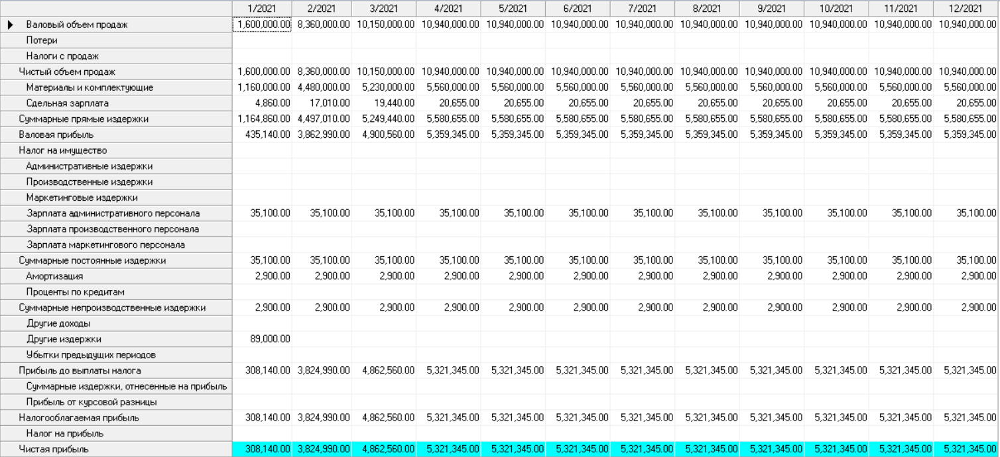 1/2021 2/2021 3/2021 4/2021 5/2021 6/2021 7/2021 8/2021 9/2021 10/2021 11/2021 12/2021
Валовый объем продаж 1,600,000.00 8,360,000.00 10,150,000.00 10,940,000.00 10,940,000.00 10,940,000.00 10,940,000.00 10,940,000.00 10,940,000.00 10,940,000.00 10,940,000.00 10,940,000.00
Потери
Налоги с продаж
Чистый объем продаж 1,600,000.00 8,360,000.00 10,150,000.00 10,940,000.00 10,940,000.00 10,940,000.00 10,940,000.00 10,940,000.00 10,940,000.00 10,940,000.00 10,940,000.00 10,940,000.00
Материалы и комплектующие 1,160,000.00 4,480,000.00 5,230,000.00 5,560,000.00 5,560,000.00 5,560,000.00 5,560,000.00 5,560,000.00 5,560,000.00 5,560,000.00 5,560,000.00 5,560,000.00
Сдельная зарплата 4,860.00 17,010.00 19,440.00 20,655.00 20,655.00 20,655.00 20,655.00 20,655.00 20,655.00 20,655.00 20,655.00 20,655.00
Суммарные прямые издержки 1,164,860.00 4,497,010.00 5,249,440.00 5,580,655.00 5,580,655.00 5,580,655.00 5,580,655.00 5,580,655.00 5,580,655.00 5,580,655.00 5,580,655.00 5,580,655.00
Валовая прибыль 435,140.00 3,862,990.00 4,900,560.00 5,359,345.00 5,359,345.00 5,359,345.00 5,359,345.00 5,359,345.00 5,359,345.00 5,359,345.00 5,359,345.00 5,359,345.00
Налог на имущество
Административные издержки
Производственные издержки
Маркетинговые издержки
Зарплата административного персонала 35,100.00 35,100.00 35,100.00 35,100.00 35,100.00 35,100.00 35,100.00 35,100.00 35,100.00 35,100.00 35,100.00 35,100.00
Зарплата производственного персонала
Зарплата маркетингового персонала
Суммарные постоянные издержки 35,100.00 35,100.00 35,100.00 35,100.00 35,100.00 35,100.00 35,100.00 35,100.00 35,100.00 35,100.00 35,100.00 35,100.00
Амортизация 2,900.00 2,900.00 2,900.00 2,900.00 2,900.00 2,900.00 2,900.00 2,900.00 2,900.00 2,900.00 2,900.00 2,900.00
Проценты по кредитам
Суммарные непроизводственные издержки 2,900.00 2,900.00 2,900.00 2,900.00 2,900.00 2,900.00 2,900.00 2,900.00 2,900.00 2,900.00 2,900.00 2,900.00
Другие доходы
Другие издержки 89,000.00
Убытки предыдущих периодов
Прибыль до выплаты налога 308,140.00 3,824,990.00 4,862,560.00 5,321,345.00 5,321,345.00 5,321,345.00 5,321,345.00 5,321,345.00 5,321,345.00 5,321,345.00 5,321,345.00 5,321,345.00
Суммарные издержки, отнесенные на прибыль
Прибыль от курсовой разницы
Налогооблагаемая прибыль 308,140.00 3,824,990.00 4,862,560.00 5,321,345.00 5,321,345.00 5,321,345.00 5,321,345.00 5,321,345.00 5,321,345.00 5,321,345.00 5,321,345.00 5,321,345.00
Налог на прибыль
Чистая прибыль 308,140.00 3,824,990.00 4,862,560.00 5,321,345.00 5,321,345.00 5,321,345.00 5,321,345.00 5,321,345.00 5,321,345.00 5,321,345.00 5,321,345.00 5,321,345.00